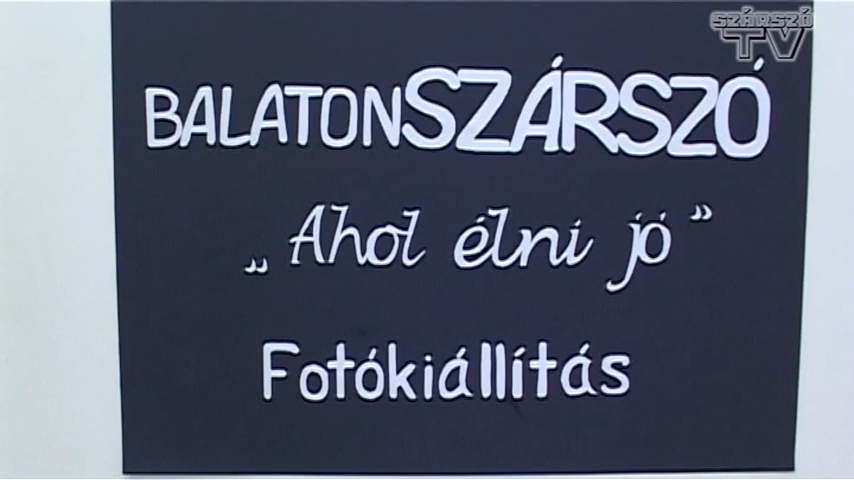 SZÁRSZÓ
TV
BALATONSZÁRSZÓ
„Ahol élni jó”
Fotókiállítás